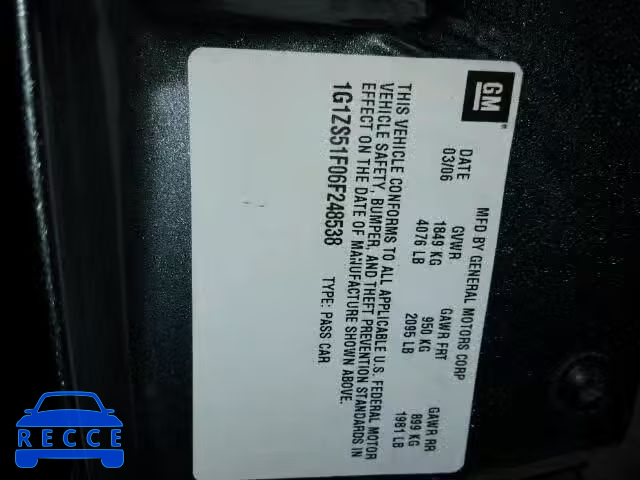 GM
®
MFD BY GENERAL MOTORS CORP
DATE GVWR GAWR FRT GAWR RR
03/06 1849 KG 950 KG 899 KG
4076 LB 2095 LB 1981 LB
THIS VEHICLE CONFORMS TO ALL APPLICABLE U.S. FEDERAL MOTOR
VEHICLE SAFETY, BUMPER, AND THEFT PREVENTION STANDARDS IN
EFFECT ON THE DATE OF MANUFACTURE SHOWN ABOVE.
1G1ZS51F06F248538 TYPE: PASS CAR
RECCE